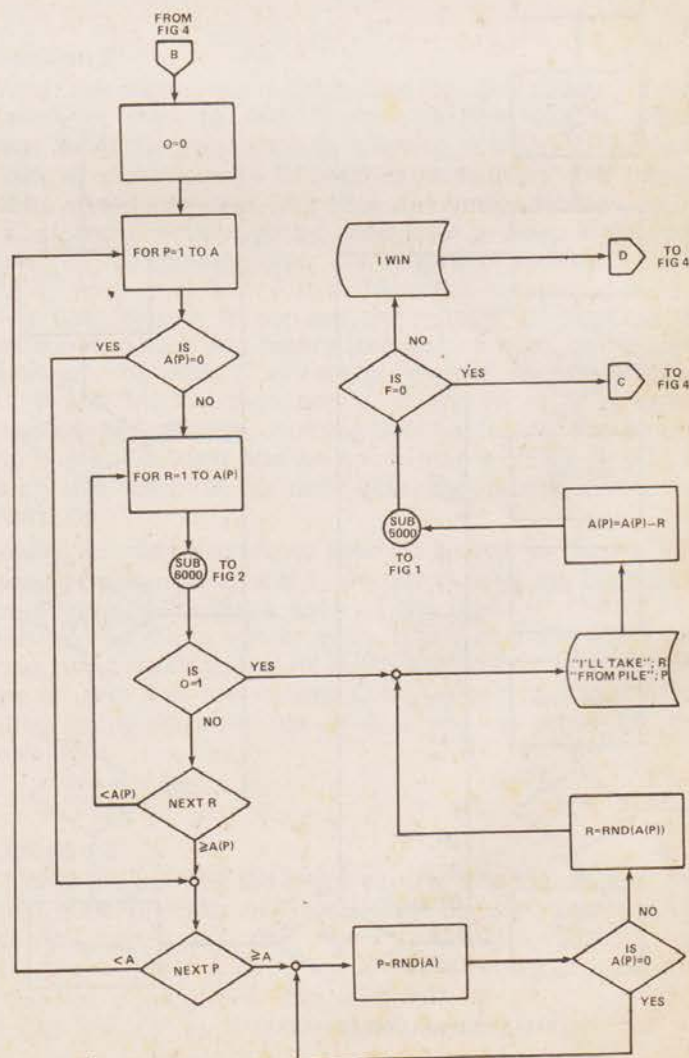 FROM
FIG 4
B
O=0
FOR P=1 TO A
YES
IS
A(P)=0
NO
FOR R=1 TO A(P)
SUB
6000
TO
FIG 2
IS
O=1
YES
NO
<A(P)
NEXT R
≥A(P)
<A
NEXT P
≥A
P=RND(A)
IS
A(P)=0
YES
NO
R=RND(A(P))
"I'LL TAKE"; R
"FROM PILE"; P
A(P)=A(P)–R
SUB
5000
TO
FIG 1
IS
F=0
YES
C
TO
FIG 4
NO
I WIN
D
TO
FIG 4